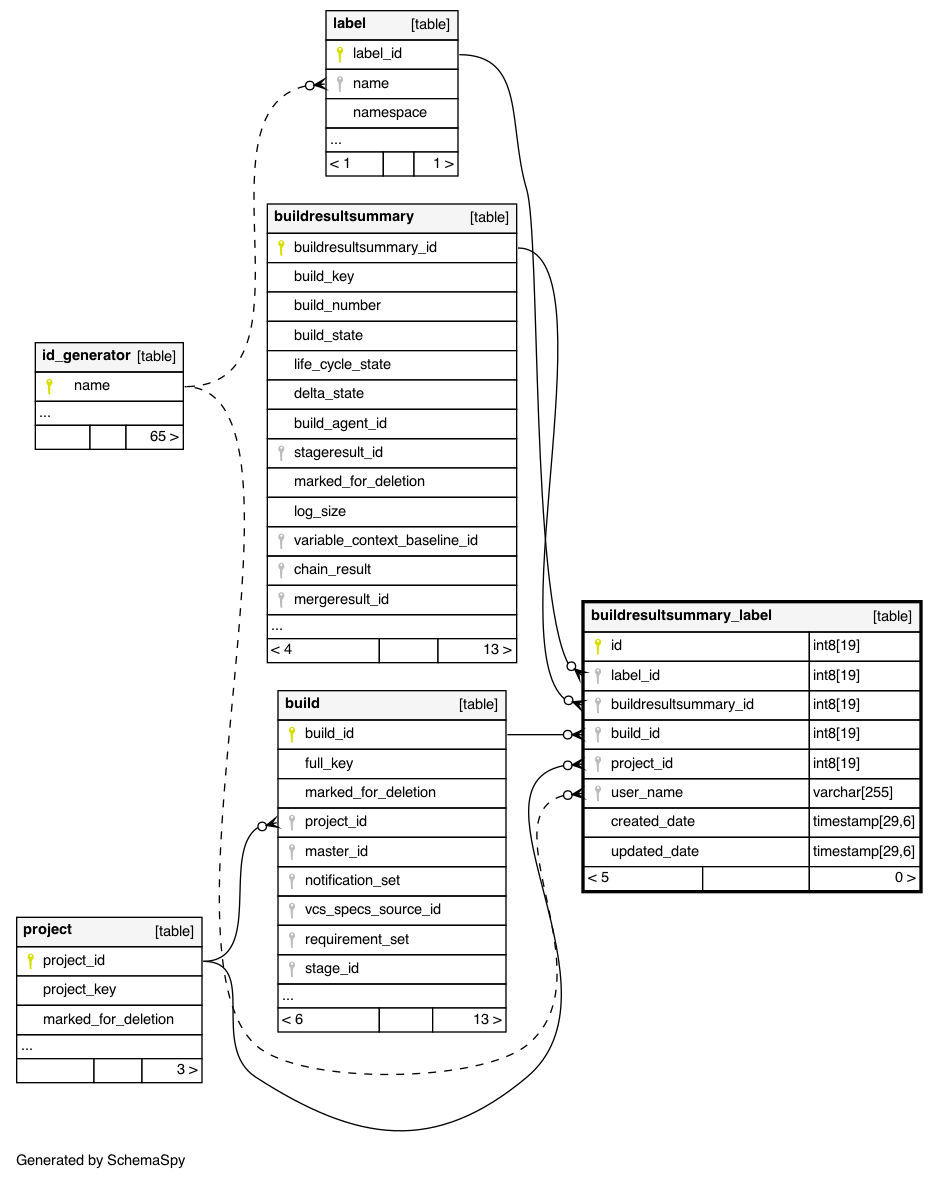 label [table]
label_id
name
namespace
...
< 1 1 >
buildresultsummary [table]
buildresultsummary_id
build_key
build_number
build_state
life_cycle_state
delta_state
build_agent_id
stageresult_id
marked_for_deletion
log_size
variable_context_baseline_id
chain_result
mergeresult_id
...
< 4 13 >
id_generator [table]
name
...
65 >
buildresultsummary_label [table]
id int8[19]
label_id int8[19]
buildresultsummary_id int8[19]
build_id int8[19]
project_id int8[19]
user_name varchar[255]
created_date timestamp[29,6]
updated_date timestamp[29,6]
< 5 0 >
build [table]
build_id
full_key
marked_for_deletion
project_id
master_id
notification_set
vcs_specs_source_id
requirement_set
stage_id
...
< 6 13 >
project [table]
project_id
project_key
marked_for_deletion
...
3 >
Generated by SchemaSpy